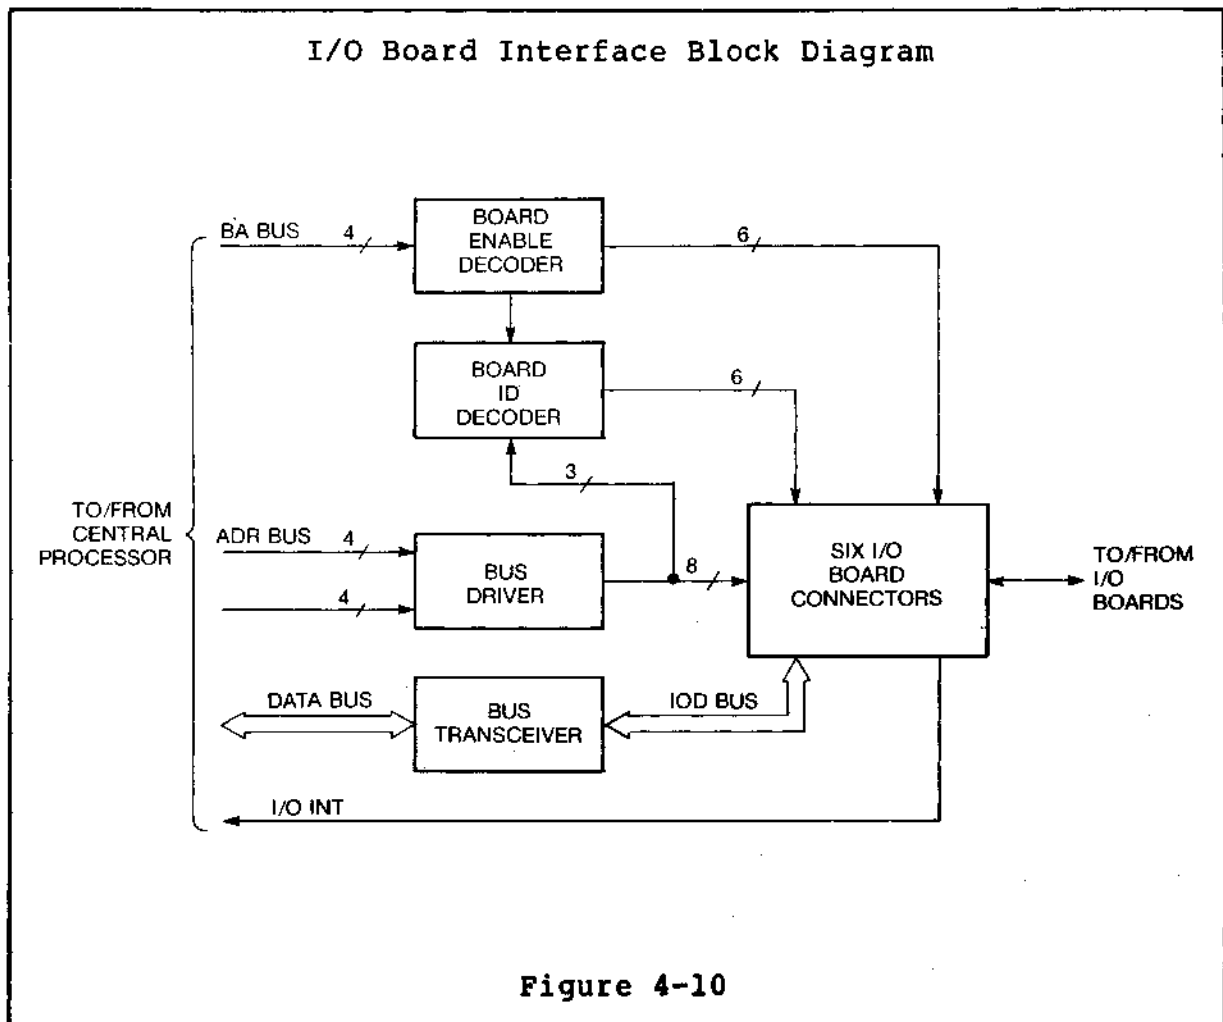 I/O Board Interface Block Diagram
BA BUS
4
BOARD
ENABLE
DECODER
6
BOARD
ID
DECODER
6
3
TO/FROM
CENTRAL
PROCESSOR
ADR BUS
4
4
BUS
DRIVER
8
SIX I/O
BOARD
CONNECTORS
TO/FROM
I/O
BOARDS
DATA BUS
BUS
TRANSCEIVER
IOD BUS
I/O INT
Figure 4-10